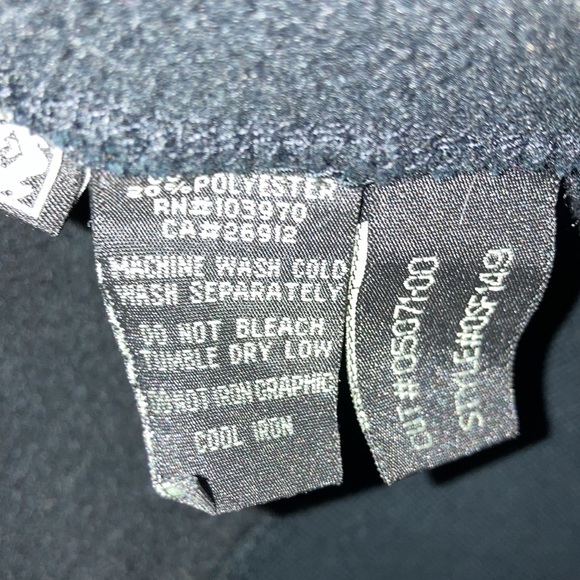 POLYESTER
RN#103970
CA#26912
MACHINE WASH COLD
WASH SEPARATELY
DO NOT BLEACH
TUMBLE DRY LOW
DO NOT IRON GRAPHIC
COOL IRON
CUT#0507100
STYLE#0SF149